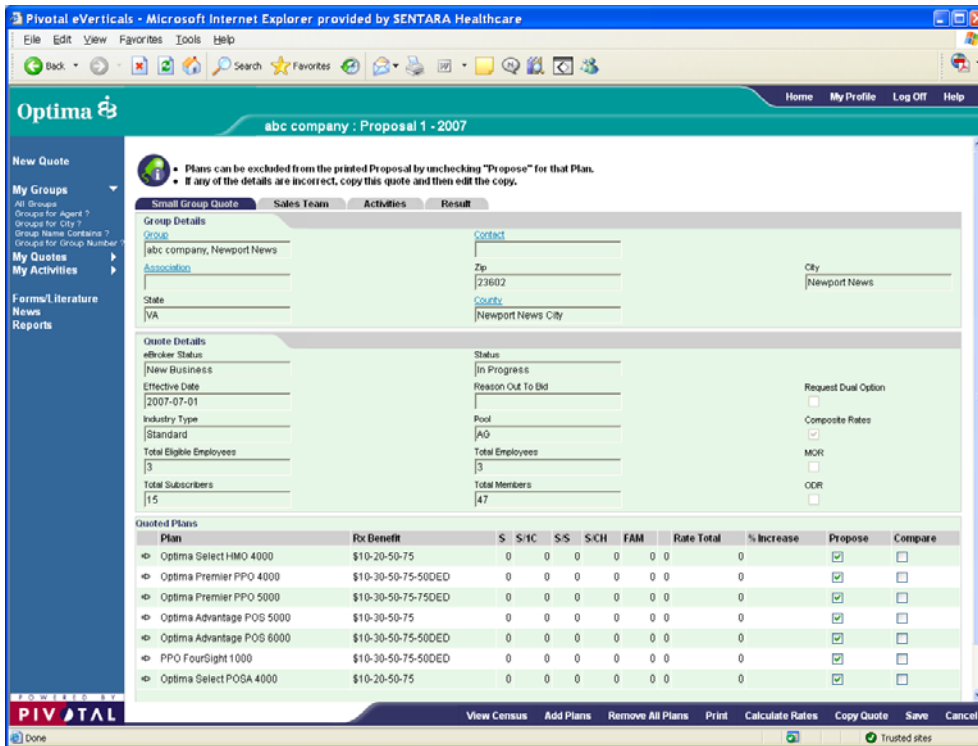 Pivotal eVerticals - Microsoft Internet Explorer provided by SENTARA Healthcare
File Edit View Favorites Tools Help
Back Search Favorites
Home My Profile Log Off Help
Optima
abc company : Proposal 1 - 2007
New Quote
My Groups
All Groups
Groups for Agent ?
Groups for City ?
Group Name Contains ?
Groups for Group Number ?
My Quotes
My Activities
Forms/Literature
News
Reports
• Plans can be excluded from the printed Proposal by unchecking "Propose" for that Plan.
• If any of the details are incorrect, copy this quote and then edit the copy.
Small Group Quote Sales Team Activities Result
Group Details
Group Contact
abc company, Newport News
Association Zip City
23602 Newport News
State County
VA Newport News City
Quote Details
eBroker Status Status
New Business In Progress
Effective Date Reason Out To Bid Request Dual Option
2007-07-01
Industry Type Pool Composite Rates
Standard AG
Total Eligible Employees Total Employees MOR
3 3
Total Subscribers Total Members ODR
15 47
Quoted Plans
Plan Rx Benefit S S/1C S/S S/CH FAM Rate Total % Increase Propose Compare
Optima Select HMO 4000 $10-20-50-75 0 0 0 0 0 0 0
Optima Premier PPO 4000 $10-30-50-75-50DED 0 0 0 0 0 0 0
Optima Premier PPO 5000 $10-30-50-75-75DED 0 0 0 0 0 0 0
Optima Advantage POS 5000 $10-30-50-75 0 0 0 0 0 0 0
Optima Advantage POS 6000 $10-30-50-75-50DED 0 0 0 0 0 0 0
PPO FourSight 1000 $10-30-50-75-50DED 0 0 0 0 0 0 0
Optima Select POSA 4000 $10-20-50-75 0 0 0 0 0 0 0
POWERED BY
PIVOTAL
View Census Add Plans Remove All Plans Print Calculate Rates Copy Quote Save Cancel
Done Trusted sites